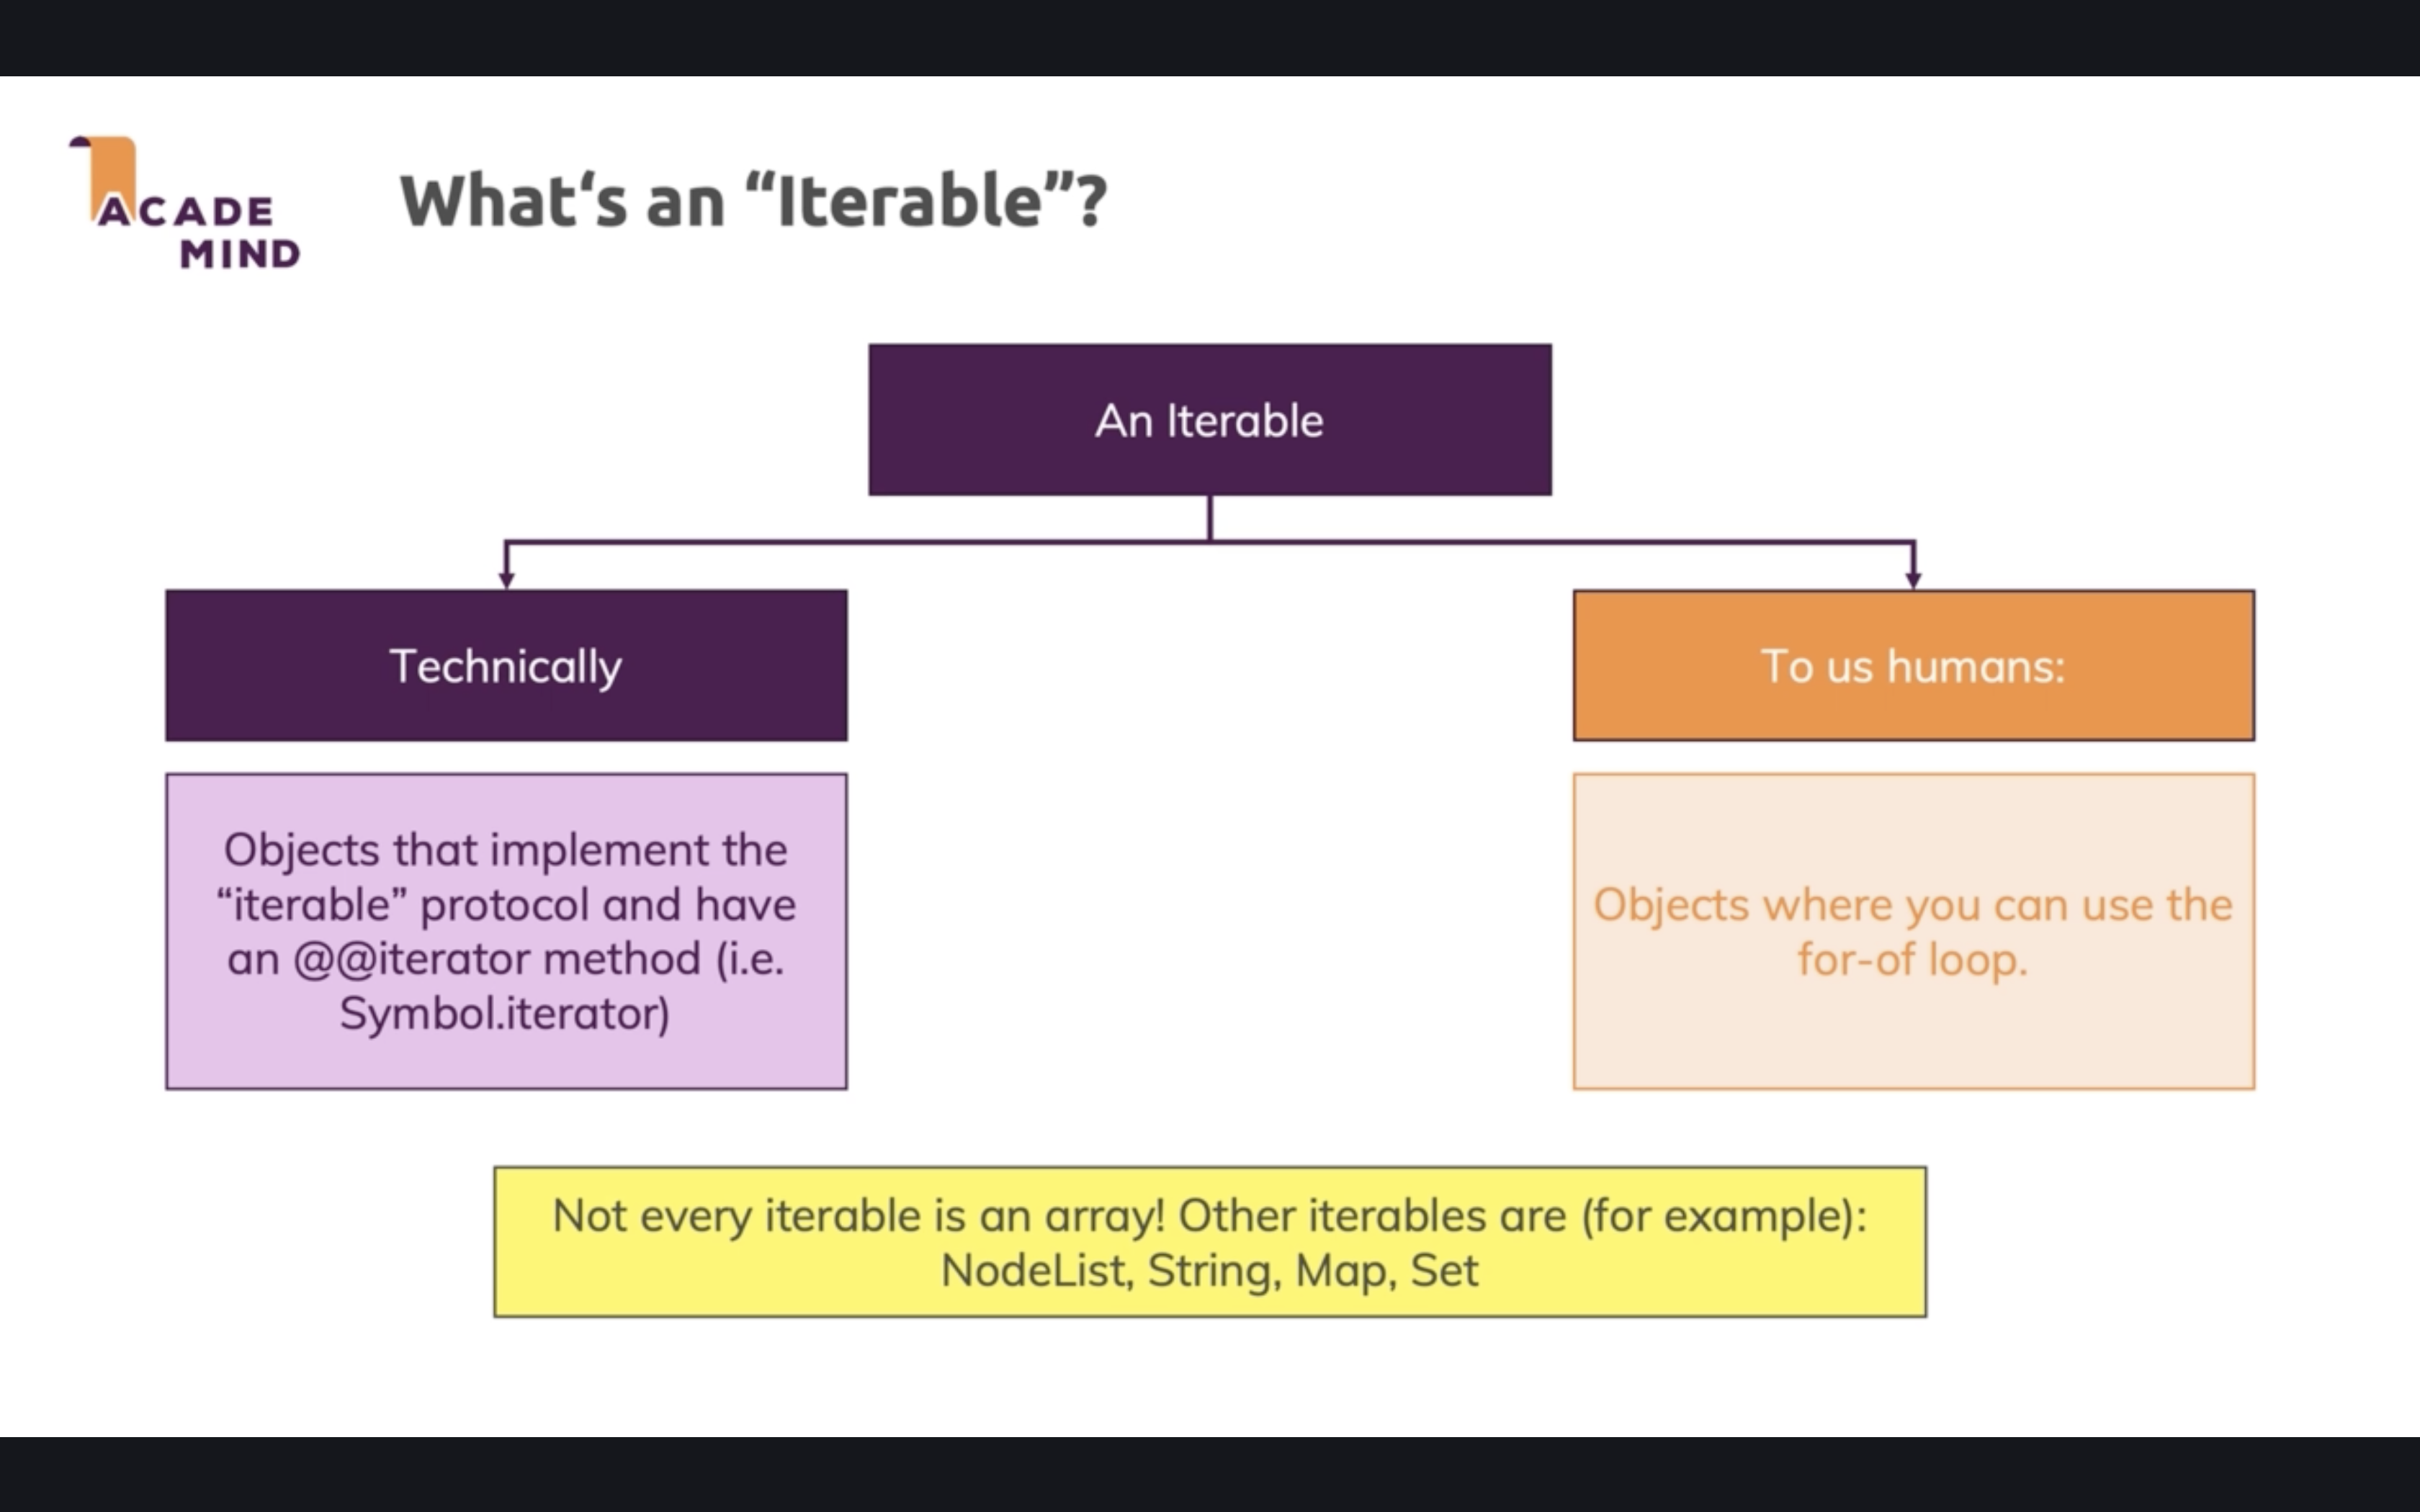 ACADE
MIND
What‘s an “Iterable”?
An Iterable
Technically
To us humans:
Objects that implement the
“iterable” protocol and have
an @@iterator method (i.e.
Symbol.iterator)
Objects where you can use the
for-of loop.
Not every iterable is an array! Other iterables are (for example):
NodeList, String, Map, Set